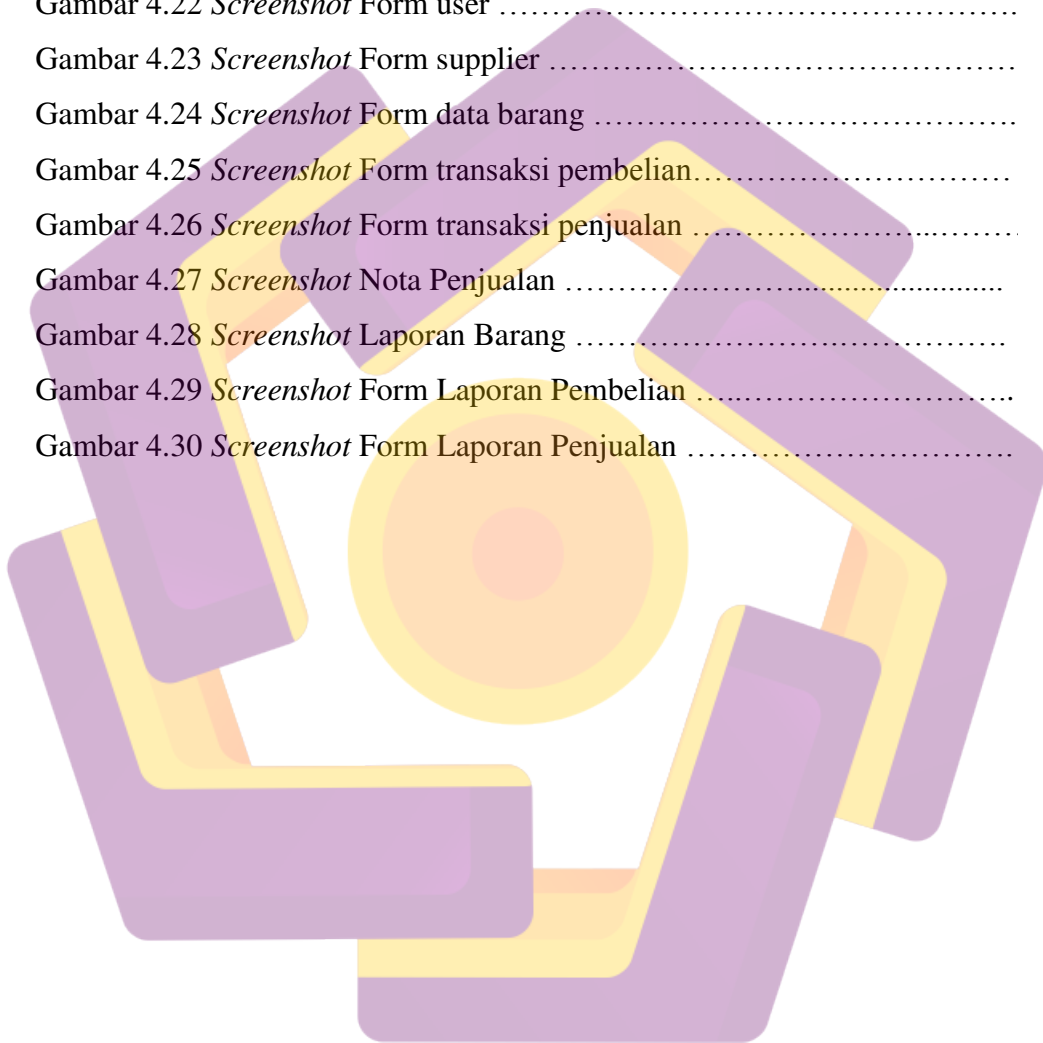 Gambar 4.22 Screenshot Form user ……………………………………………….
Gambar 4.23 Screenshot Form supplier …………………………………………
Gambar 4.24 Screenshot Form data barang …………………………………….
Gambar 4.25 Screenshot Form transaksi pembelian……………………………
Gambar 4.26 Screenshot Form transaksi penjualan ……………………..…….
Gambar 4.27 Screenshot Nota Penjualan ……………………..........................
Gambar 4.28 Screenshot Laporan Barang …………………………………….
Gambar 4.29 Screenshot Form Laporan Pembelian …..……………………..
Gambar 4.30 Screenshot Form Laporan Penjualan ………………………….